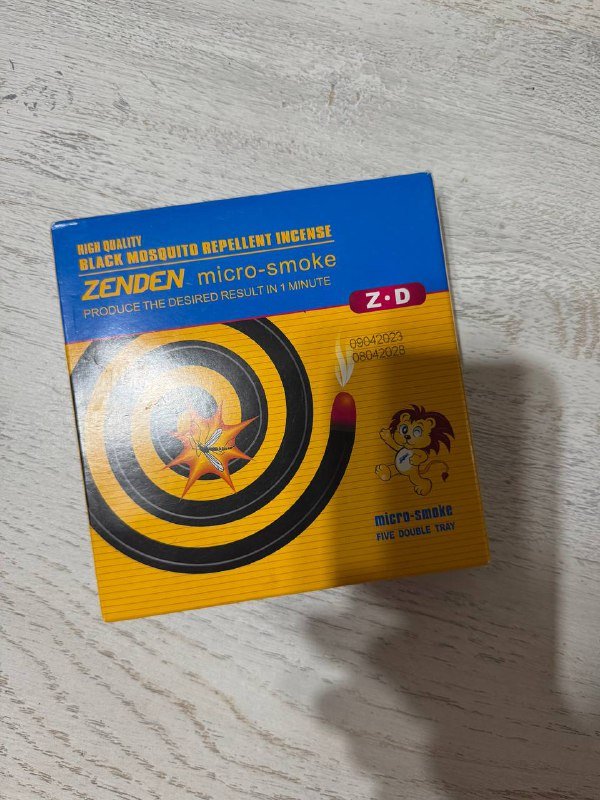 HIGH QUALITY
BLACK MOSQUITO REPELLENT INCENSE
ZENDEN micro-smoke
PRODUCE THE DESIRED RESULT IN 1 MINUTE
Z·D
09042023
08042028
micro-smoke
FIVE DOUBLE TRAY